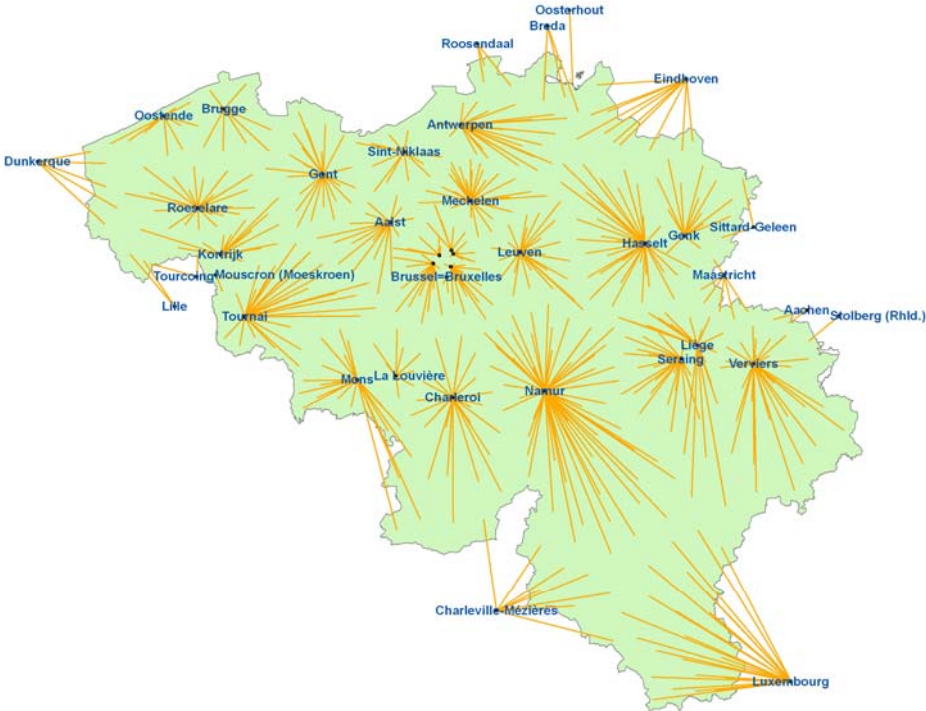 Oosterhout
Breda
Roosendaal
Eindhoven
Brugge
Oostende
Antwerpen
Sint-Niklaas
Dunkerque
Gent
Mechelen
Roeselare
Aalst
Sittard-Geleen
Genk
Hasselt
Kortrijk
Leuven
Tourcoing
Mouscron (Moeskroen)
Brussel=Bruxelles
Maastricht
Lille
Aachen
Stolberg (Rhld.)
Tournai
Liège
Seraing
Verviers
La Louvière
Mons
Charleroi
Namur
Charleville-Mézières
Luxembourg